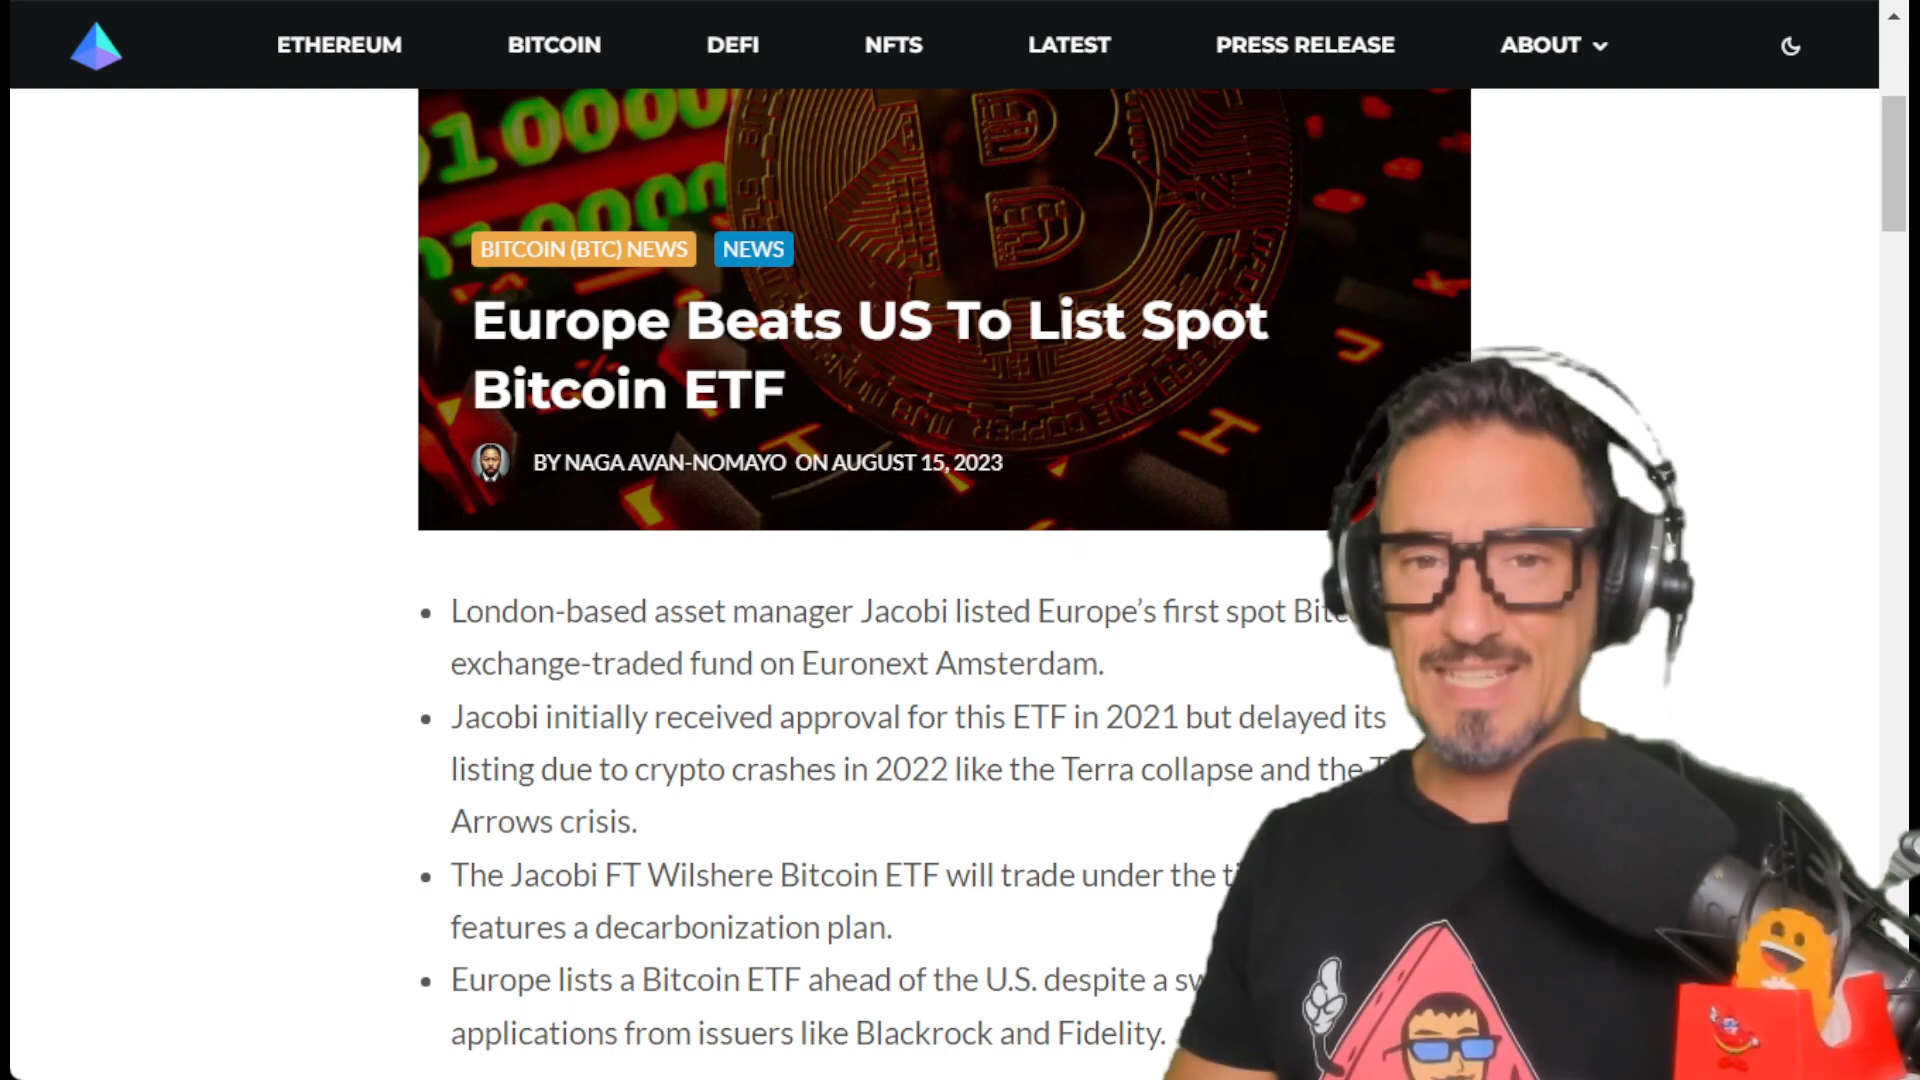 ETHEREUM BITCOIN DEFI NFTS LATEST PRESS RELEASE ABOUT
BITCOIN (BTC) NEWS NEWS
Europe Beats US To List Spot
Bitcoin ETF
BY NAGA AVAN-NOMAYO ON AUGUST 15, 2023
London-based asset manager Jacobi listed Europe’s first spot
exchange-traded fund on Euronext Amsterdam.
Jacobi initially received approval for this ETF in 2021 but delayed its
listing due to crypto crashes in 2022 like the Terra collapse and the
Arrows crisis.
The Jacobi FT Wilshere Bitcoin ETF will trade under the
features a decarbonization plan.
Europe lists a Bitcoin ETF ahead of the U.S. despite a
applications from issuers like Blackrock and Fidelity.